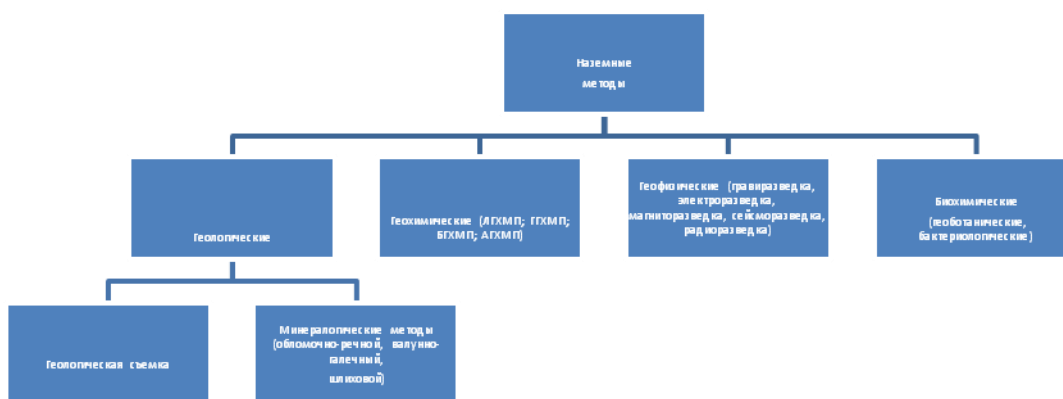 Наземные
методы
Геологические
Геохимические (ЛГХМП; ГГХМП;
БГХМП; АГХМП)
Геофизические (гравиразведка,
электроразведка,
магниторазведка, сейсморазведка,
радиоразведка)
Биохимические
(геоботанические,
бактериологические)
Геологическая съемка
Минералогические методы
(обломочно-речной, валунно-
галечный,
шлиховой)